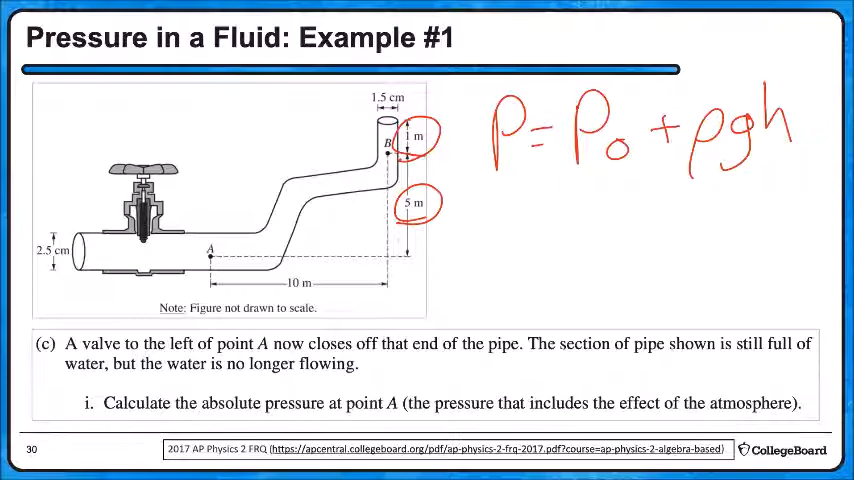 Pressure in a Fluid: Example #1
1.5 cm
P = P₀ + ρgh
1 m
B
5 m
2.5 cm
A
10 m
Note: Figure not drawn to scale.
(c) A valve to the left of point A now closes off that end of the pipe. The section of pipe shown is still full of
water, but the water is no longer flowing.
i. Calculate the absolute pressure at point A (the pressure that includes the effect of the atmosphere).
30
2017 AP Physics 2 FRQ (https://apcentral.collegeboard.org/pdf/ap-physics-2-frq-2017.pdf?course=ap-physics-2-algebra-based)
CollegeBoard